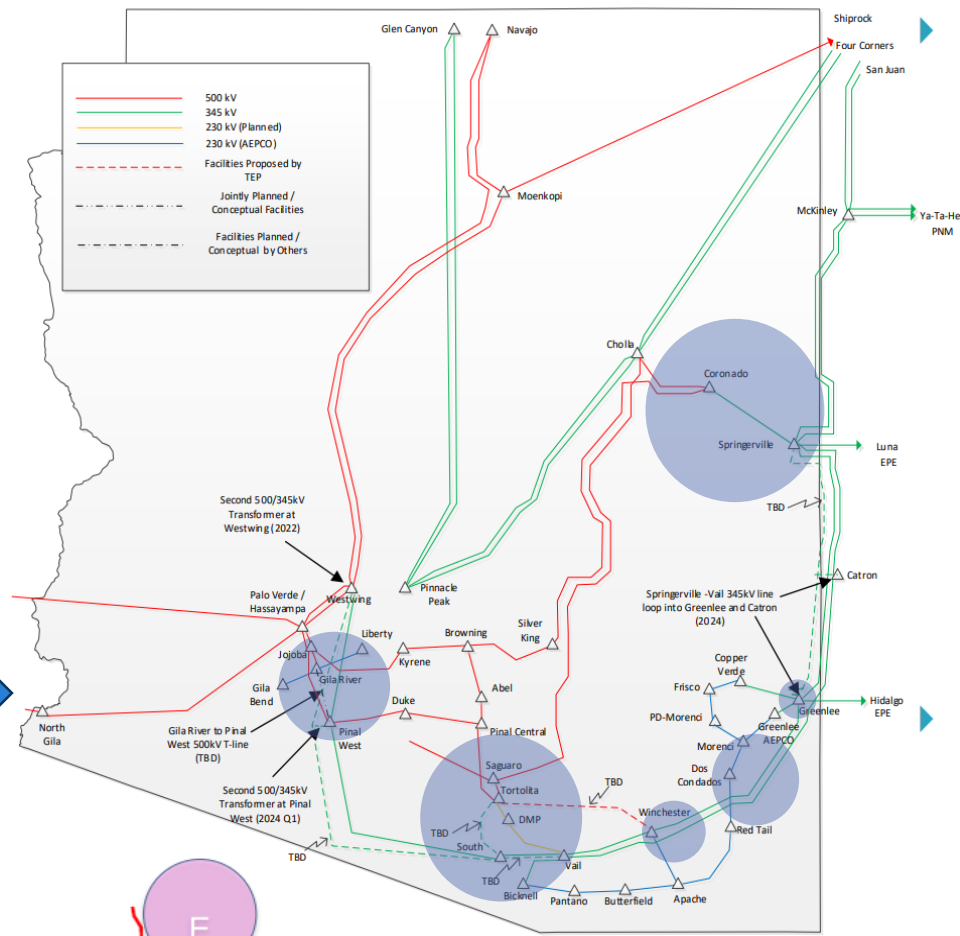 Glen Canyon
Navajo
Shiprock
Four Corners
San Juan
500 kV
345 kV
230 kV (Planned)
230 kV (AEPCO)
Facilities Proposed by
TEP
Jointly Planned /
Conceptual Facilities
Facilities Planned /
Conceptual by Others
Moenkopi
McKinley
Ya-Ta-He
PNM
Cholla
Coronado
Springerville
Luna
EPE
Second 500/345kV
Transformer at
Westwing (2022)
TBD
Catron
Springerville -Vail 345kV line
loop into Greenlee and Catron
(2024)
Palo Verde /
Hassayampa
Westwing
Pinnacle
Peak
Jojoba
Liberty
Kyrene
Browning
Silver
King
Gila River
Gila
Bend
Abel
Duke
Pinal Central
Pinal
West
North
Gila
Gila River to Pinal
West 500kV T-line
(TBD)
Second 500/345kV
Transformer at Pinal
West (2024 Q1)
TBD
Copper
Verde
Frisco
PD-Morenci
Morenci
Greenlee
Greenlee
AEPCO
Hidalgo
EPE
Dos
Condados
Red Tail
Saguaro
Tortolita
DMP
TBD
TBD
South
TBD
Vail
Winchester
Bicknell
Pantano
Butterfield
Apache
E